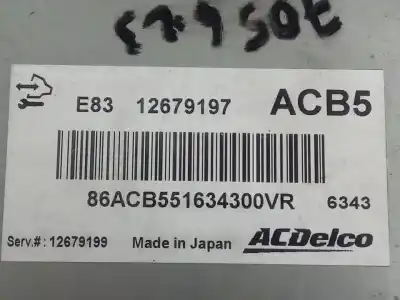 E83 12679197 ACB5
86ACB551634300VR 6343
Serv.#: 12679199 Made in Japan ACDelco